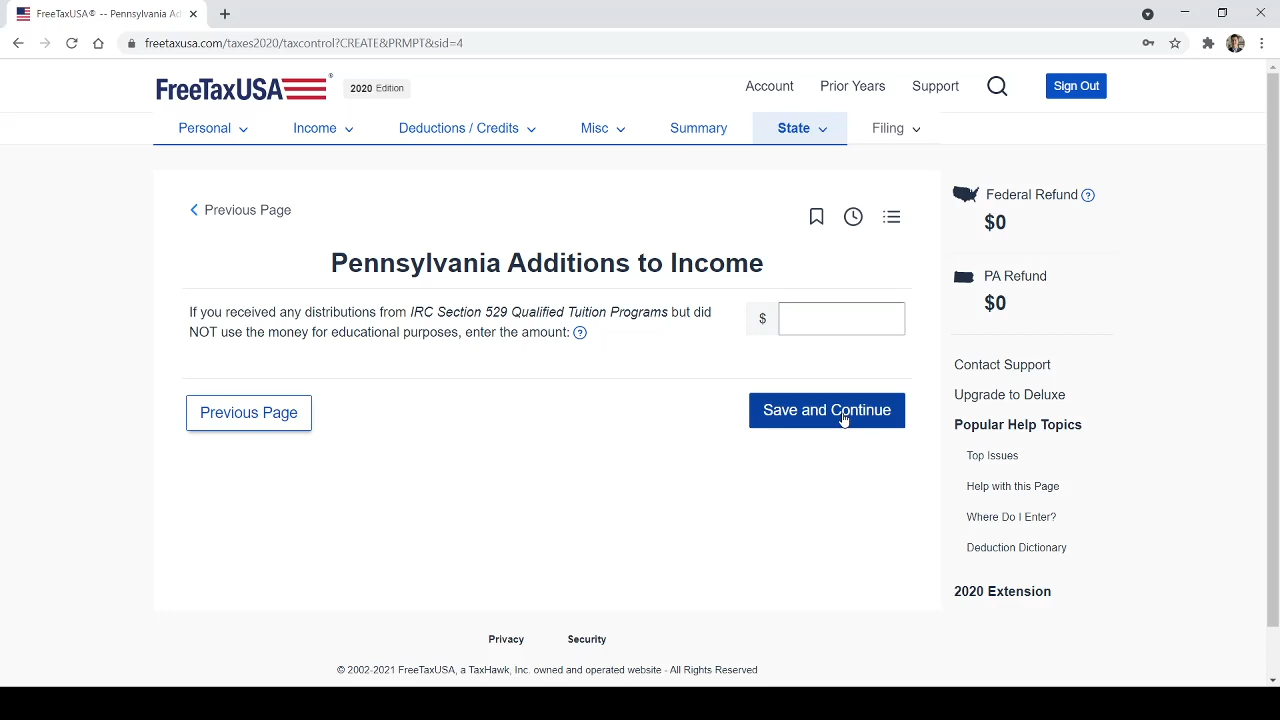 FreeTaxUSA® -- Pennsylvania Ad
freetaxusa.com/taxes2020/taxcontrol?CREATE&PRMPT&sid=4
FreeTaxUSA®
2020 Edition
Account
Prior Years
Support
Sign Out
Personal
Income
Deductions / Credits
Misc
Summary
State
Filing
Previous Page
Pennsylvania Additions to Income
If you received any distributions from IRC Section 529 Qualified Tuition Programs but did
NOT use the money for educational purposes, enter the amount: ?
$
Previous Page
Save and Continue
Federal Refund ?
$0
PA Refund
$0
Contact Support
Upgrade to Deluxe
Popular Help Topics
Top Issues
Help with this Page
Where Do I Enter?
Deduction Dictionary
2020 Extension
Privacy
Security
© 2002-2021 FreeTaxUSA, a TaxHawk, Inc. owned and operated website - All Rights Reserved